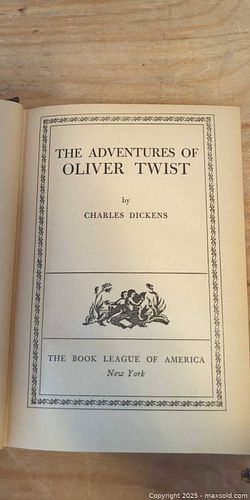 THE ADVENTURES OF
OLIVER TWIST
by
CHARLES DICKENS
THE BOOK LEAGUE OF AMERICA
New York
Copyright 2025 - maxsold.com